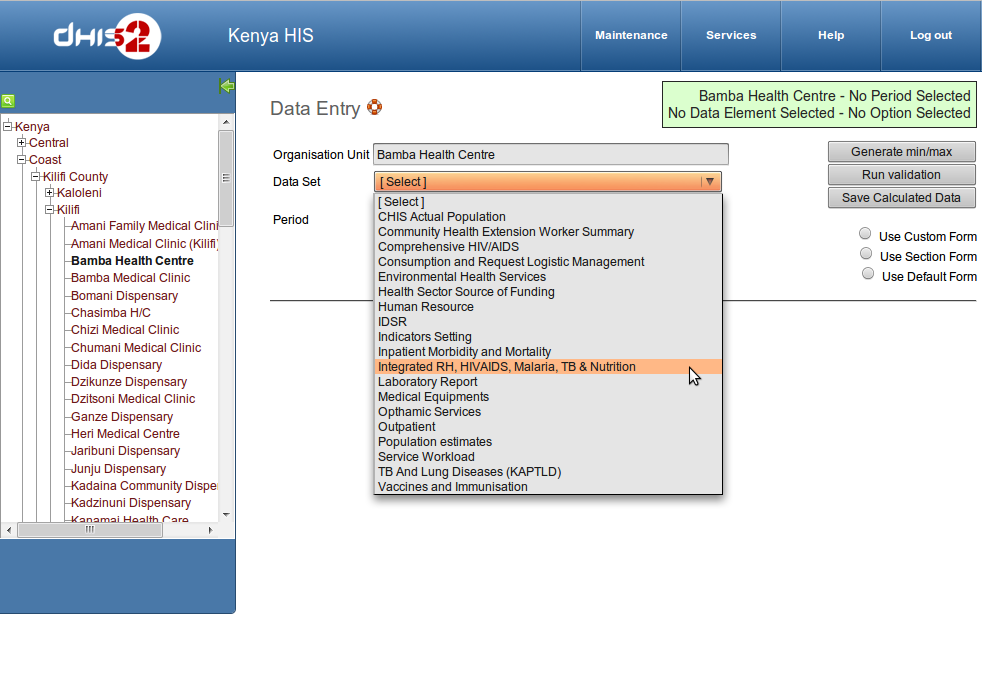 dHIS2
Kenya HIS
Maintenance
Services
Help
Log out
Kenya
Central
Coast
Kilifi County
Kaloleni
Kilifi
Amani Family Medical Clini
Amani Medical Clinic (Kilifi)
Bamba Health Centre
Bamba Medical Clinic
Bomani Dispensary
Chasimba H/C
Chizi Medical Clinic
Chumani Medical Clinic
Dida Dispensary
Dzikunze Dispensary
Dzitsoni Medical Clinic
Ganze Dispensary
Heri Medical Centre
Jaribuni Dispensary
Junju Dispensary
Kadaina Community Dispe
Kadzinuni Dispensary
Kanamai Health Care
Data Entry
Bamba Health Centre - No Period Selected
No Data Element Selected - No Option Selected
Organisation Unit Bamba Health Centre
Data Set [ Select ]
Period
[ Select ]
CHIS Actual Population
Community Health Extension Worker Summary
Comprehensive HIV/AIDS
Consumption and Request Logistic Management
Environmental Health Services
Health Sector Source of Funding
Human Resource
IDSR
Indicators Setting
Inpatient Morbidity and Mortality
Integrated RH, HIVAIDS, Malaria, TB & Nutrition
Laboratory Report
Medical Equipments
Opthamic Services
Outpatient
Population estimates
Service Workload
TB And Lung Diseases (KAPTLD)
Vaccines and Immunisation
Generate min/max
Run validation
Save Calculated Data
Use Custom Form
Use Section Form
Use Default Form